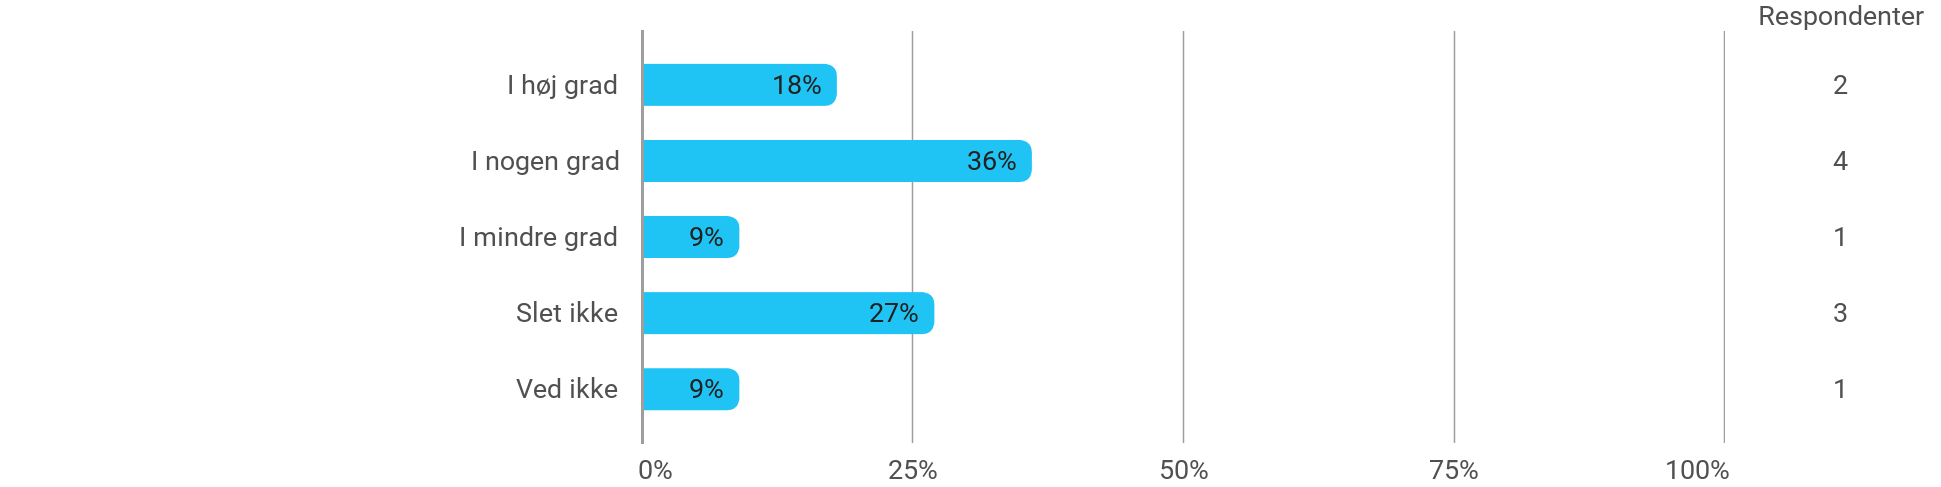 Respondenter
I høj grad 18% 2
I nogen grad 36% 4
I mindre grad 9% 1
Slet ikke 27% 3
Ved ikke 9% 1
0% 25% 50% 75% 100%